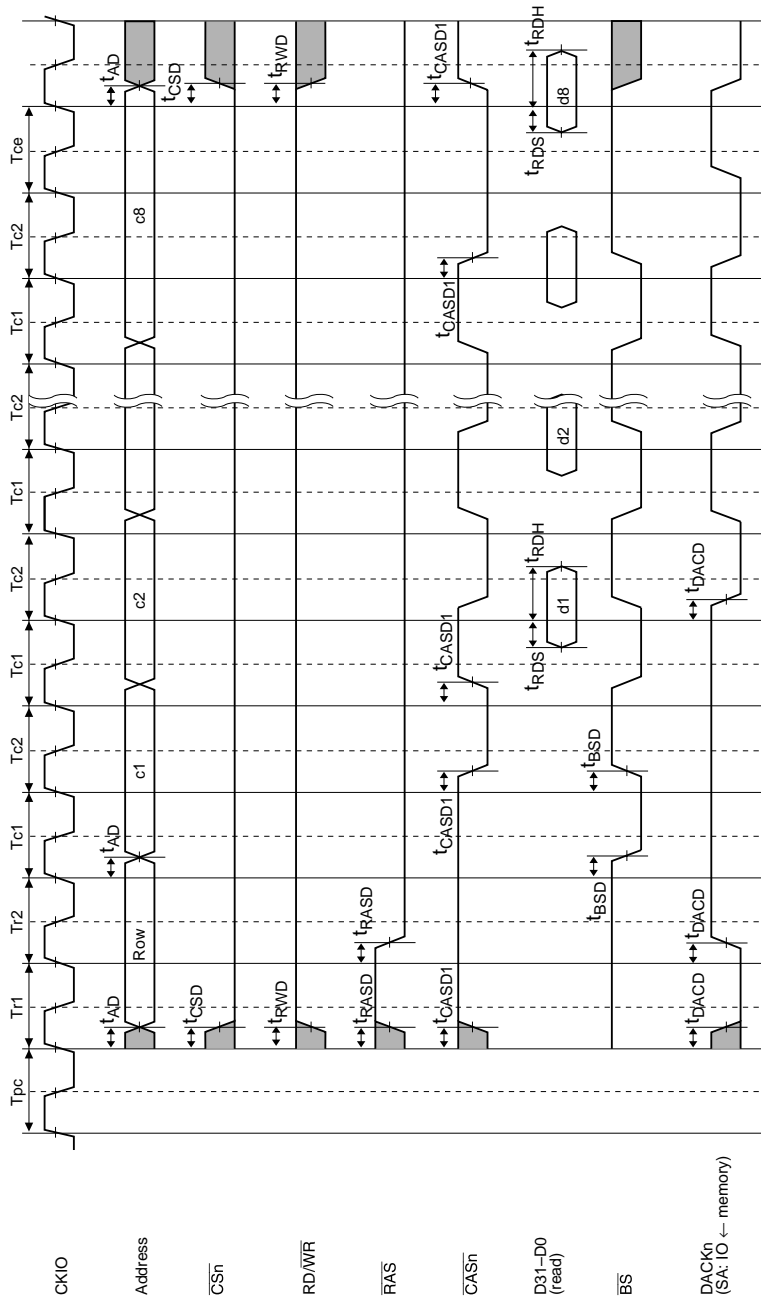 Tpc Tr1 Tr2 Tc1 Tc2 Tc1 Tc2 Tc1 Tc2 Tc1 Tc2 Tce
CKIO
tAD tAD tAD
Address Row c1 c2 c8
tCSD tCSD
CSn
tRWD tRWD
RD/WR
tRASD tRASD
RAS
tCASD1 tCASD1 tCASD1
CASn
tCASD1 tCASD1
tRDS tRDH tRDS tRDH
D31–D0
(read)
d1 d2 d8
tBSD
BS
tBSD
tDACD tDACD tDACD
DACKn
(SA: IO ← memory)